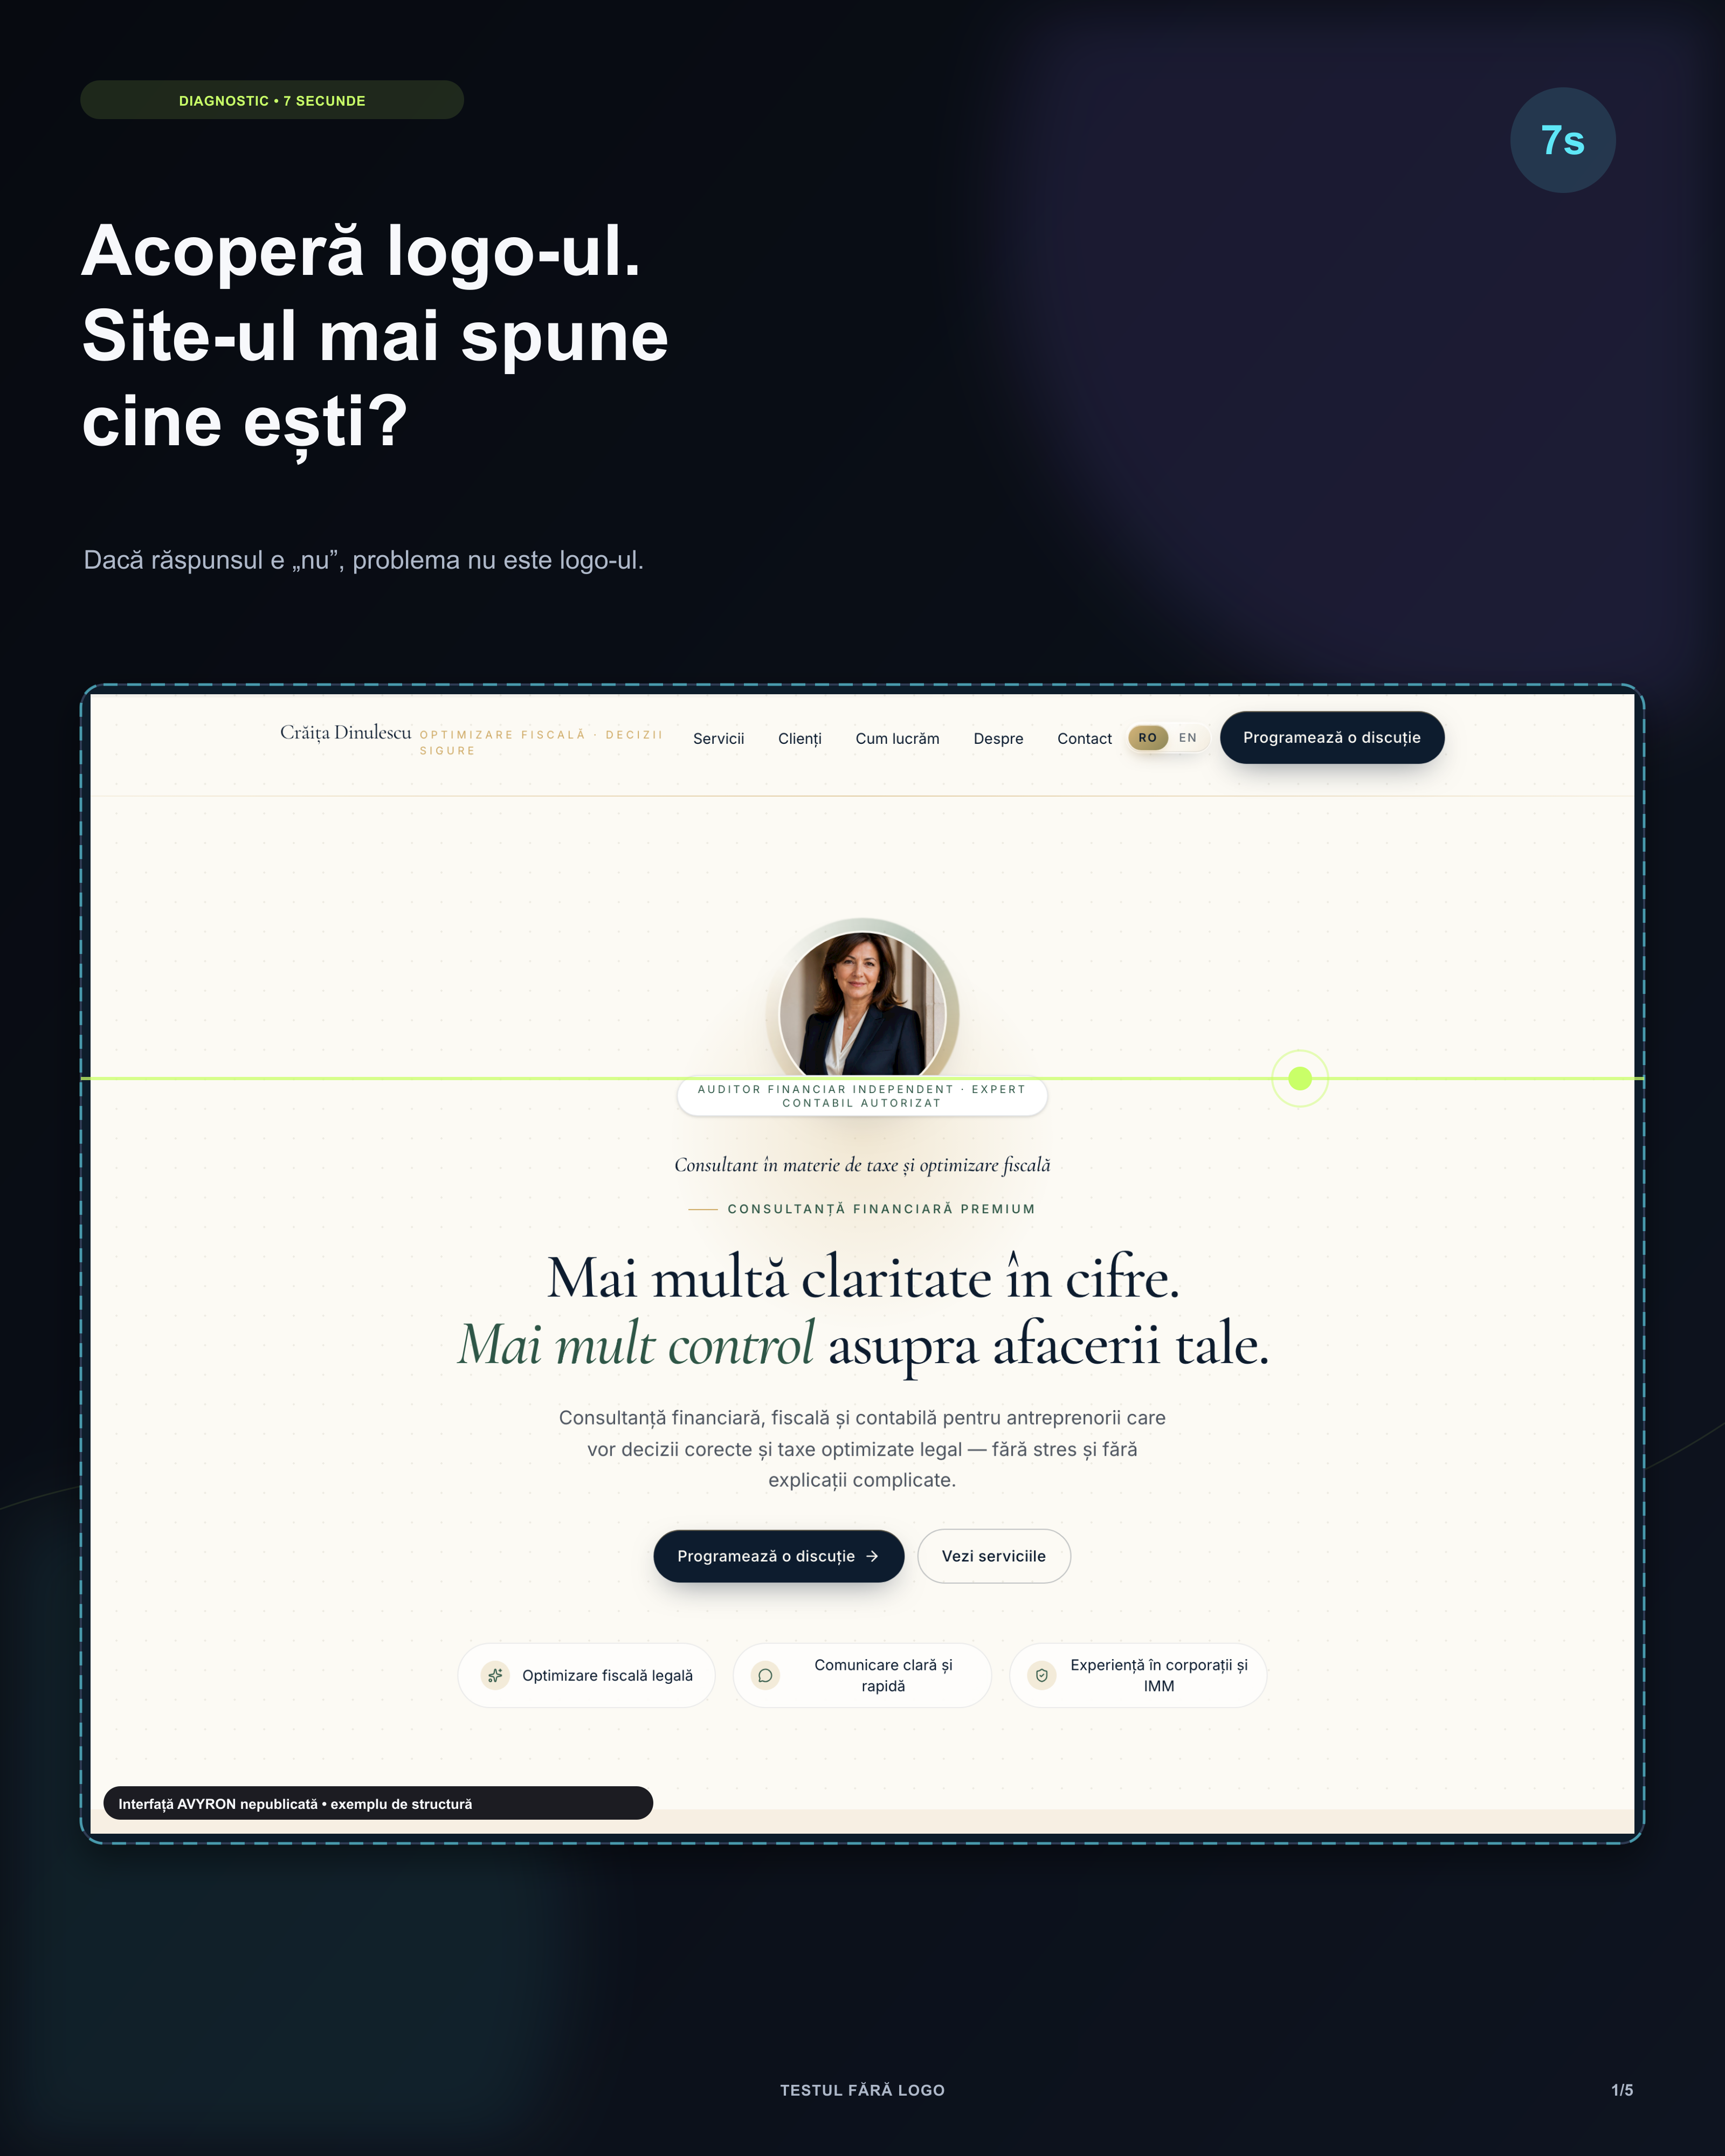 DIAGNOSTIC • 7 SECUNDE
7s
Acoperă logo-ul.
Site-ul mai spune
cine ești?
Dacă răspunsul e „nu”, problema nu este logo-ul.
Crăița Dinulescu
OPTIMIZARE FISCALĂ · DECIZII
SIGURE
Servicii
Clienți
Cum lucrăm
Despre
Contact
RO
EN
Programează o discuție
AUDITOR FINANCIAR INDEPENDENT · EXPERT
CONTABIL AUTORIZAT
Consultant în materie de taxe și optimizare fiscală
CONSULTANȚĂ FINANCIARĂ PREMIUM
Mai multă claritate în cifre.
Mai mult control asupra afacerii tale.
Consultanță financiară, fiscală și contabilă pentru antreprenorii care
vor decizii corecte și taxe optimizate legal — fără stres și fără
explicații complicate.
Programează o discuție →
Vezi serviciile
Optimizare fiscală legală
Comunicare clară și
rapidă
Experiență în corporații și
IMM
Interfață AVYRON nepublicată • exemplu de structură
TESTUL FĂRĂ LOGO
1/5